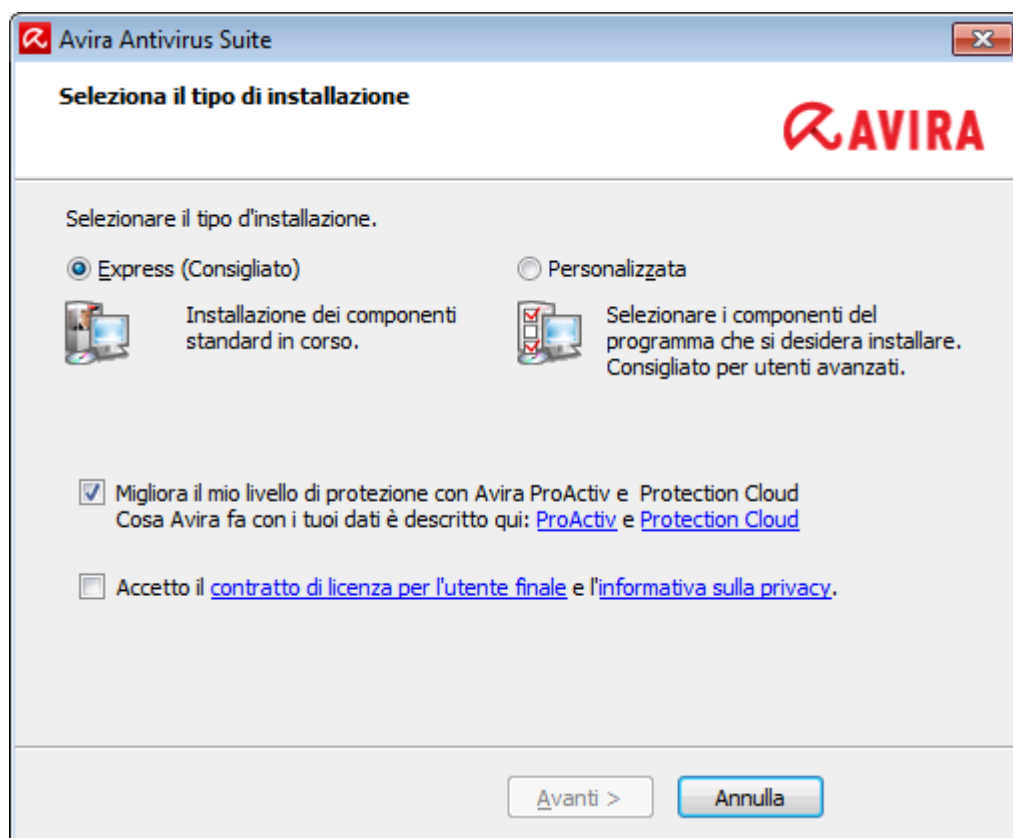 Avira Antivirus Suite
Seleziona il tipo di installazione
AVIRA
Selezionare il tipo d'installazione.
Express (Consigliato)
Personalizzata
Installazione dei componenti
standard in corso.
Selezionare i componenti del
programma che si desidera installare.
Consigliato per utenti avanzati.
Migliora il mio livello di protezione con Avira ProActiv e Protection Cloud
Cosa Avira fa con i tuoi dati è descritto qui: ProActiv e Protection Cloud
Accetto il contratto di licenza per l'utente finale e l'informativa sulla privacy.
Avanti >
Annulla